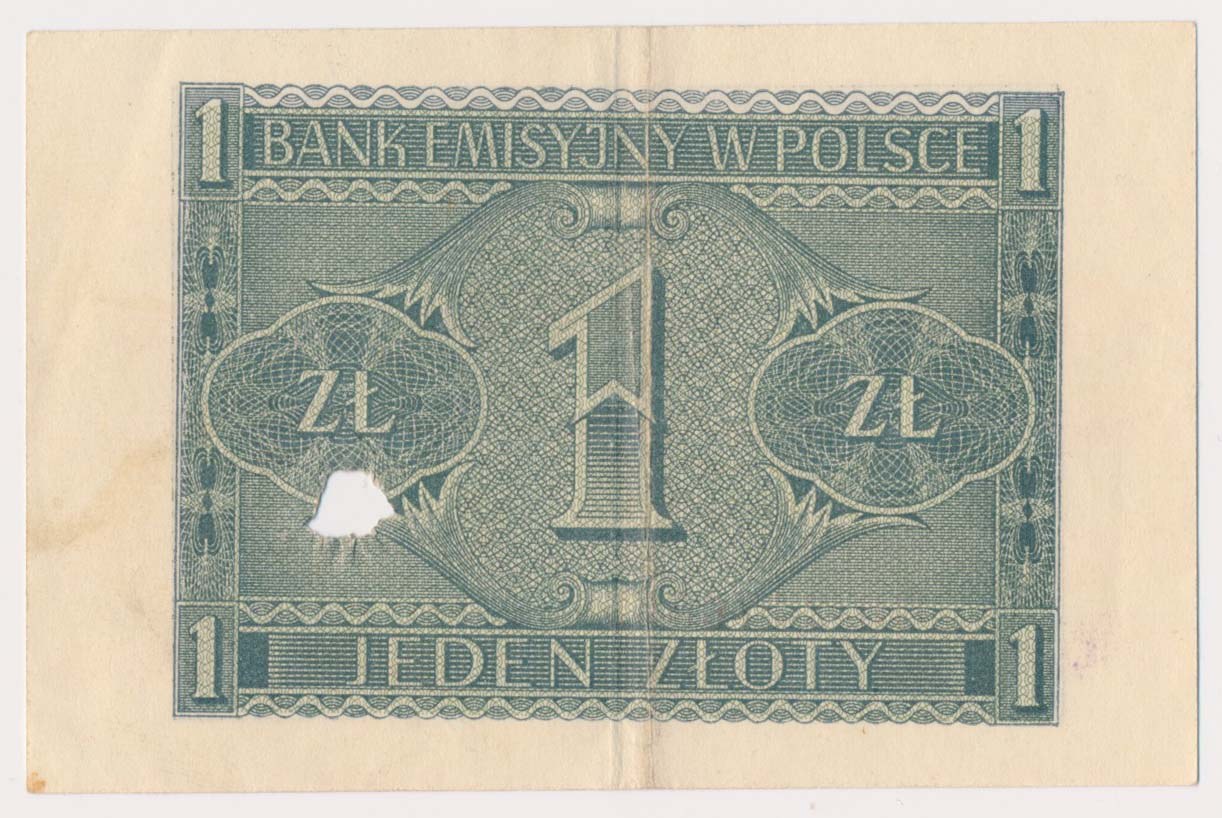 1 BANK EMISYJNY W POLSCE 1
ZŁ 1 ZŁ
1 JEDEN ZŁOTY 1